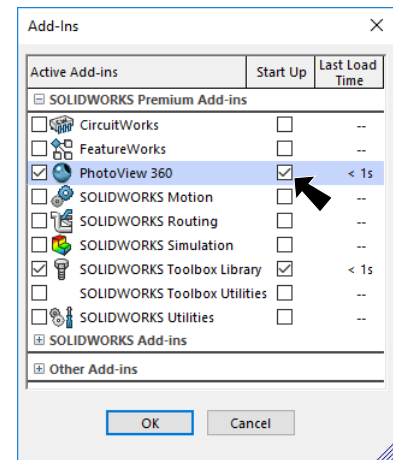 Add-Ins
Active Add-ins Start Up Last Load Time
SOLIDWORKS Premium Add-ins
CircuitWorks --
FeatureWorks --
PhotoView 360 < 1s
SOLIDWORKS Motion --
SOLIDWORKS Routing --
SOLIDWORKS Simulation --
SOLIDWORKS Toolbox Library < 1s
SOLIDWORKS Toolbox Utilities --
SOLIDWORKS Utilities --
SOLIDWORKS Add-ins
Other Add-ins
OK Cancel